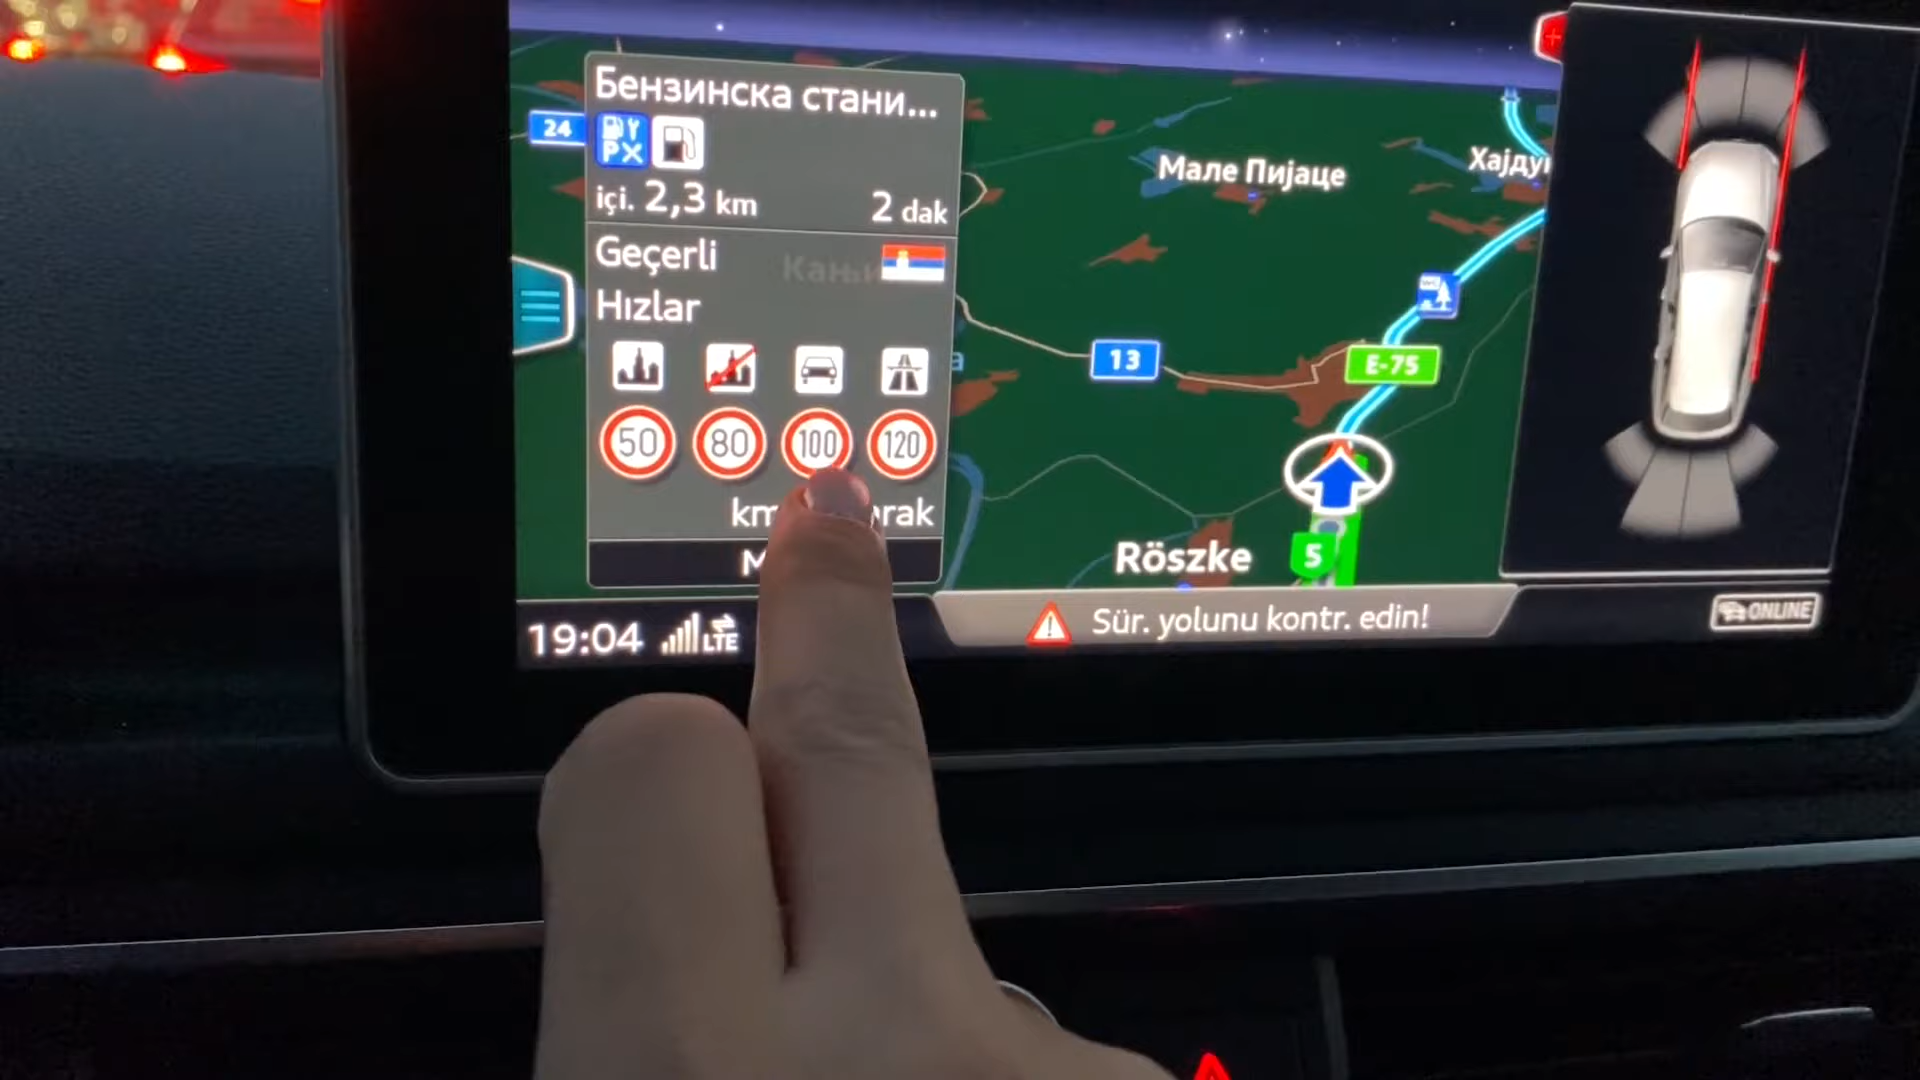 Бензинска стани...
24
P
içi. 2,3 km
2 dak
Geçerli
Hızlar
50
80
100
120
Мале Пијаце
13
E-75
Röszke
5
19:04
LTE
Sür. yolunu kontr. edin!
ONLINE